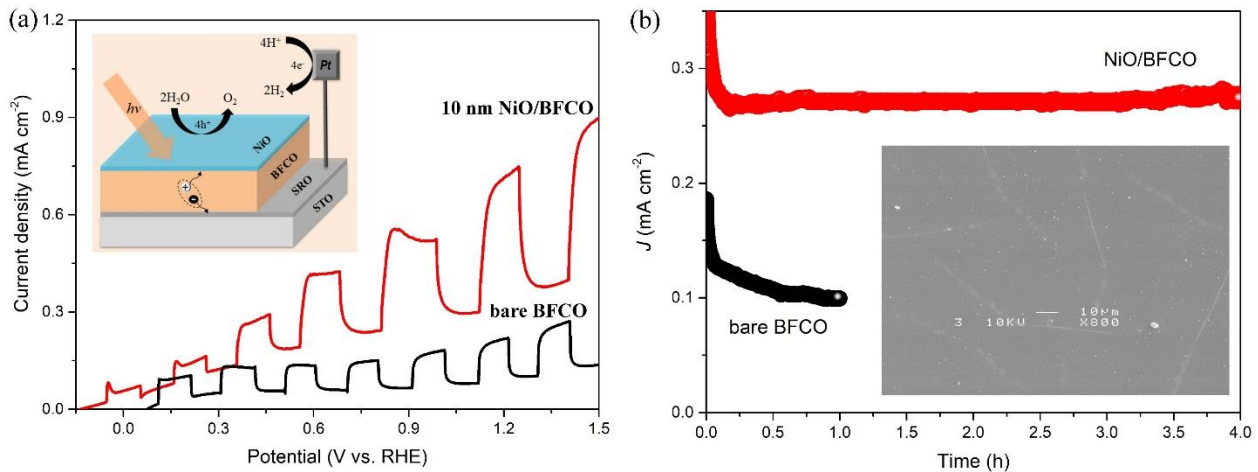 (a)
1.2
0.9
0.6
0.3
0.0
Current density (mA cm⁻²)
4H⁺
4e⁻
Pt
2H₂
hν
2H₂O
O₂
4h⁺
NiO
BFCO
SRO
STO
+
-
10 nm NiO/BFCO
bare BFCO
0.0 0.3 0.6 0.9 1.2 1.5
Potential (V vs. RHE)
(b)
0.3
0.2
0.1
0.0
J (mA cm⁻²)
NiO/BFCO
bare BFCO
3 10KV 10µm
X800
0.0 0.5 1.0 1.5 2.0 2.5 3.0 3.5 4.0
Time (h)